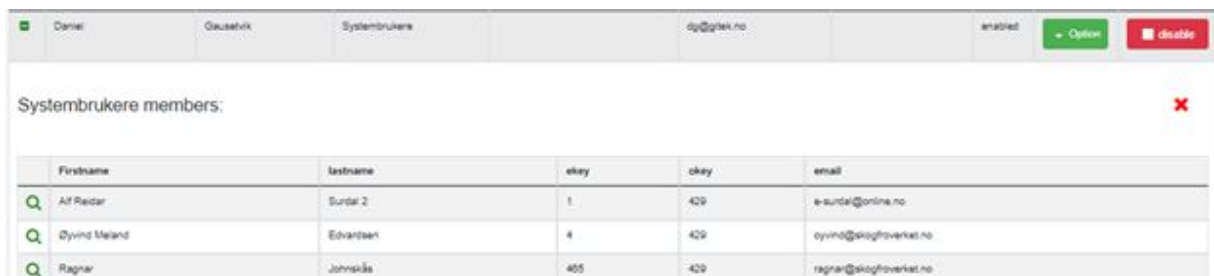 Daniel Gausetvik Systembrukere dg@gitek.no enabled Option disable
Systembrukere members:
Firstname lastname ekey okey email
Alf Reidar Surdal 2 1 429 e-surdal@online.no
Øyvind Meland Edvardsen 4 429 oyvind@skogfroverket.no
Ragnar Johnskås 465 429 ragnar@skogfroverket.no